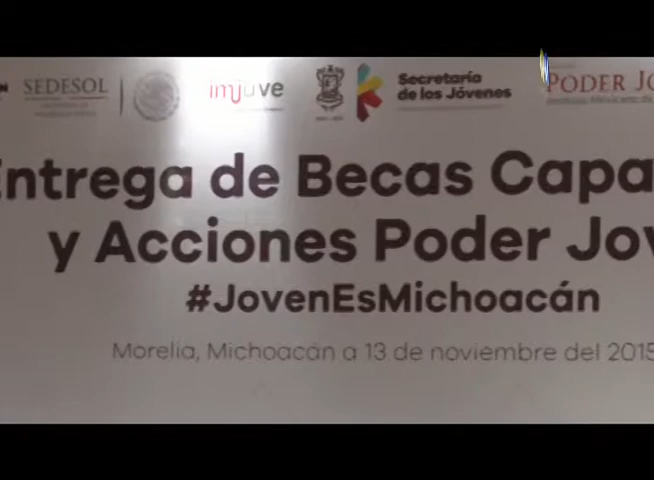 SEDESOL imjuve Secretaría de los Jóvenes PODER JO
Entrega de Becas Capa
y Acciones Poder Jov
#JovenEsMichoacán
Morelia, Michoacán a 13 de noviembre del 2015